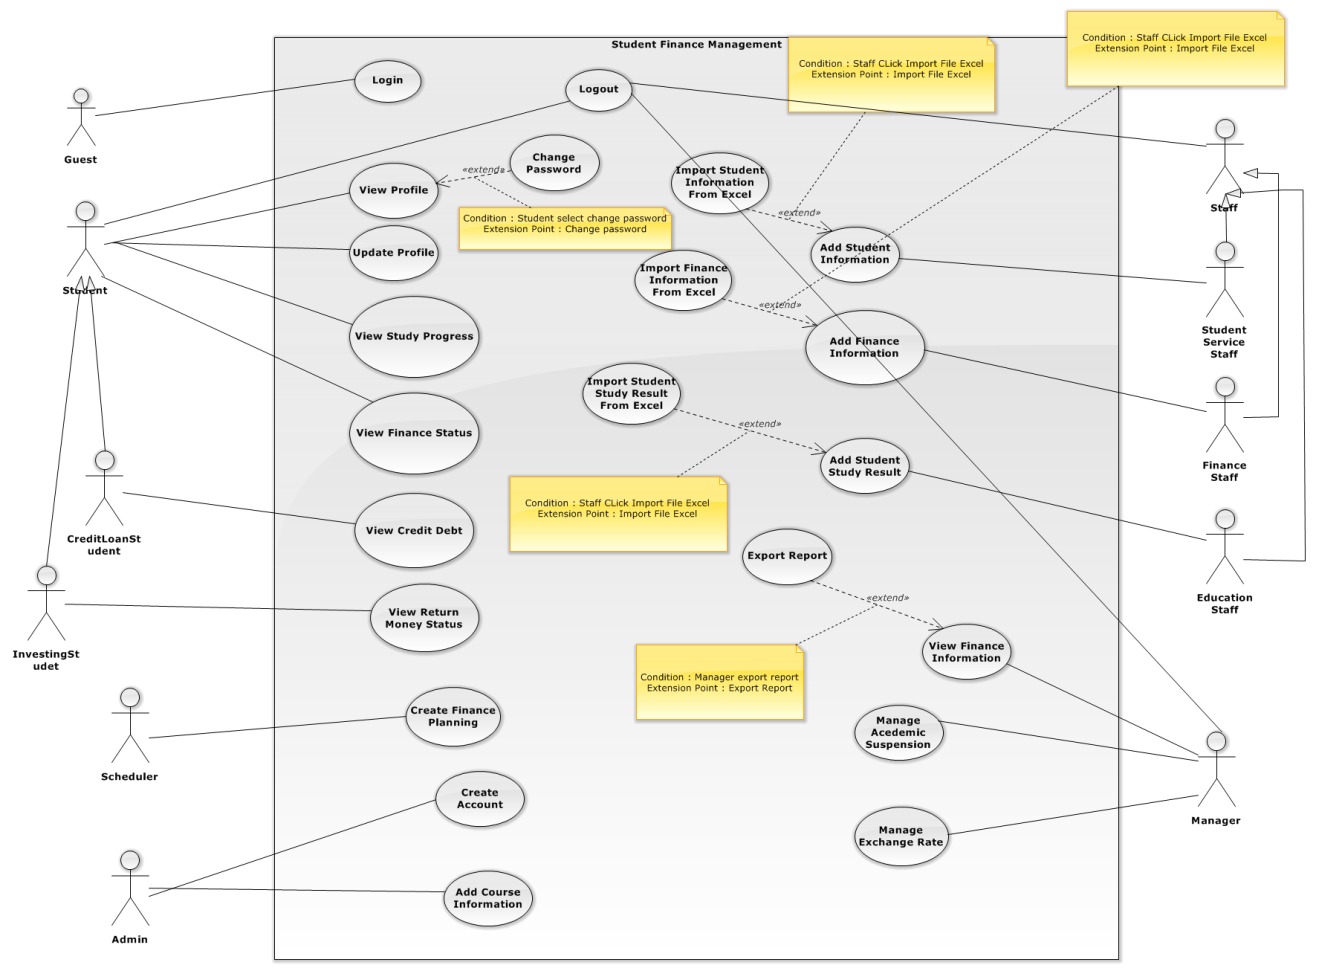 Student Finance Management
Condition : Staff CLick Import File Excel
Extension Point : Import File Excel
Condition : Staff CLick Import File Excel
Extension Point : Import File Excel
Login
Logout
Guest
Change
Password
«extend»
View Profile
Condition : Student select change password
Extension Point : Change password
Import Student
Information
From Excel
«extend»
Add Student
Information
Staff
Update Profile
Student
Import Finance
Information
From Excel
«extend»
Add Finance
Information
Student
Service
Staff
View Study Progress
Import Student
Study Result
From Excel
«extend»
Add Student
Study Result
Finance
Staff
View Finance Status
Condition : Staff CLick Import File Excel
Extension Point : Import File Excel
CreditLoanSt
udent
View Credit Debt
Export Report
«extend»
View Finance
Information
Education
Staff
InvestingSt
udet
View Return
Money Status
Condition : Manager export report
Extension Point : Export Report
Scheduler
Create Finance
Planning
Manage
Acedemic
Suspension
Manager
Create
Account
Manage
Exchange Rate
Admin
Add Course
Information